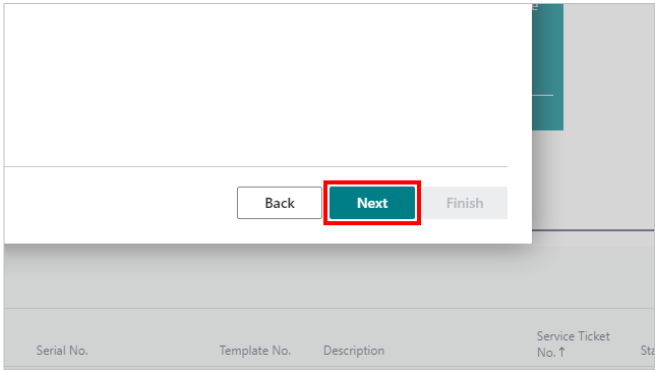 Back Next Finish
Service Ticket
Serial No. Template No. Description No. ↑